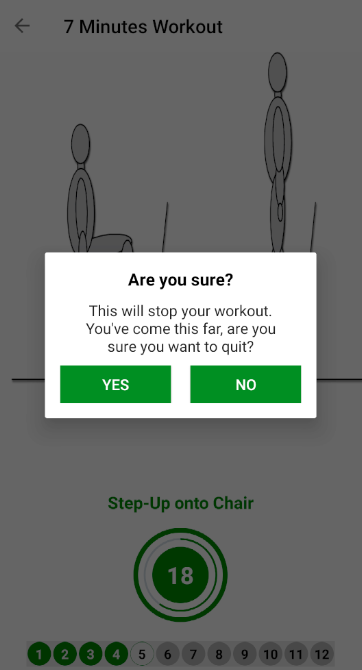 7 Minutes Workout
Are you sure?
This will stop your workout.
You've come this far, are you
sure you want to quit?
YES NO
Step-Up onto Chair
18
1 2 3 4 5 6 7 8 9 10 11 12